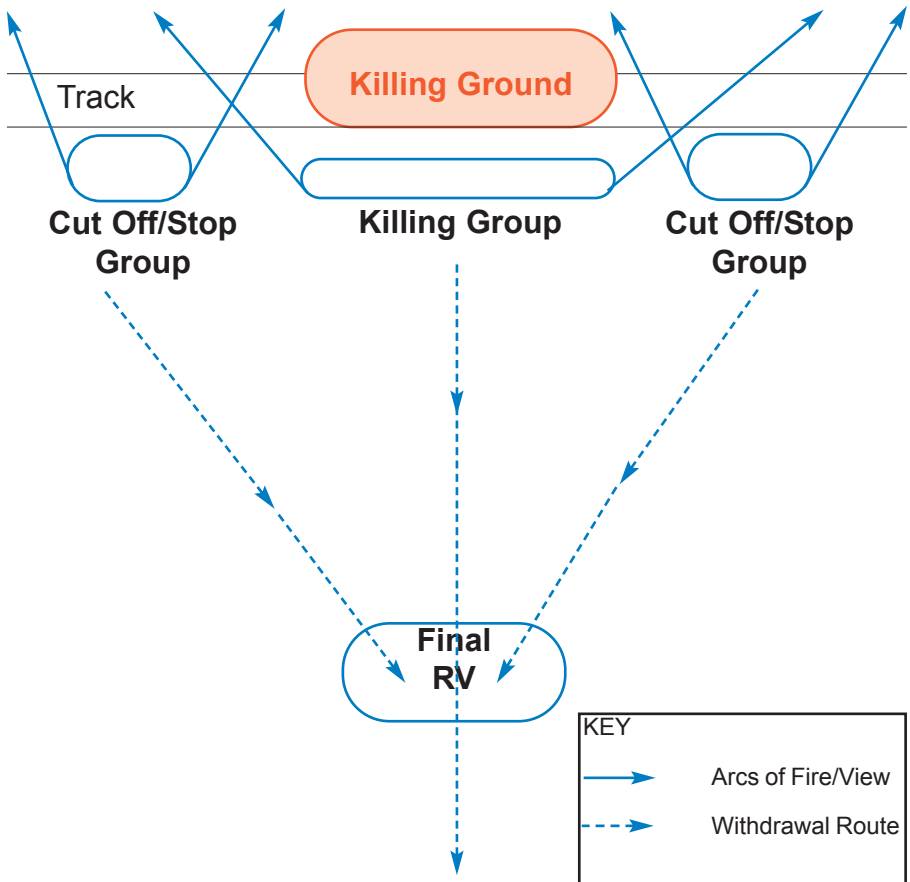 Killing Ground
Track
Cut Off/Stop
Group
Killing Group
Cut Off/Stop
Group
Final
RV
KEY
Arcs of Fire/View
Withdrawal Route